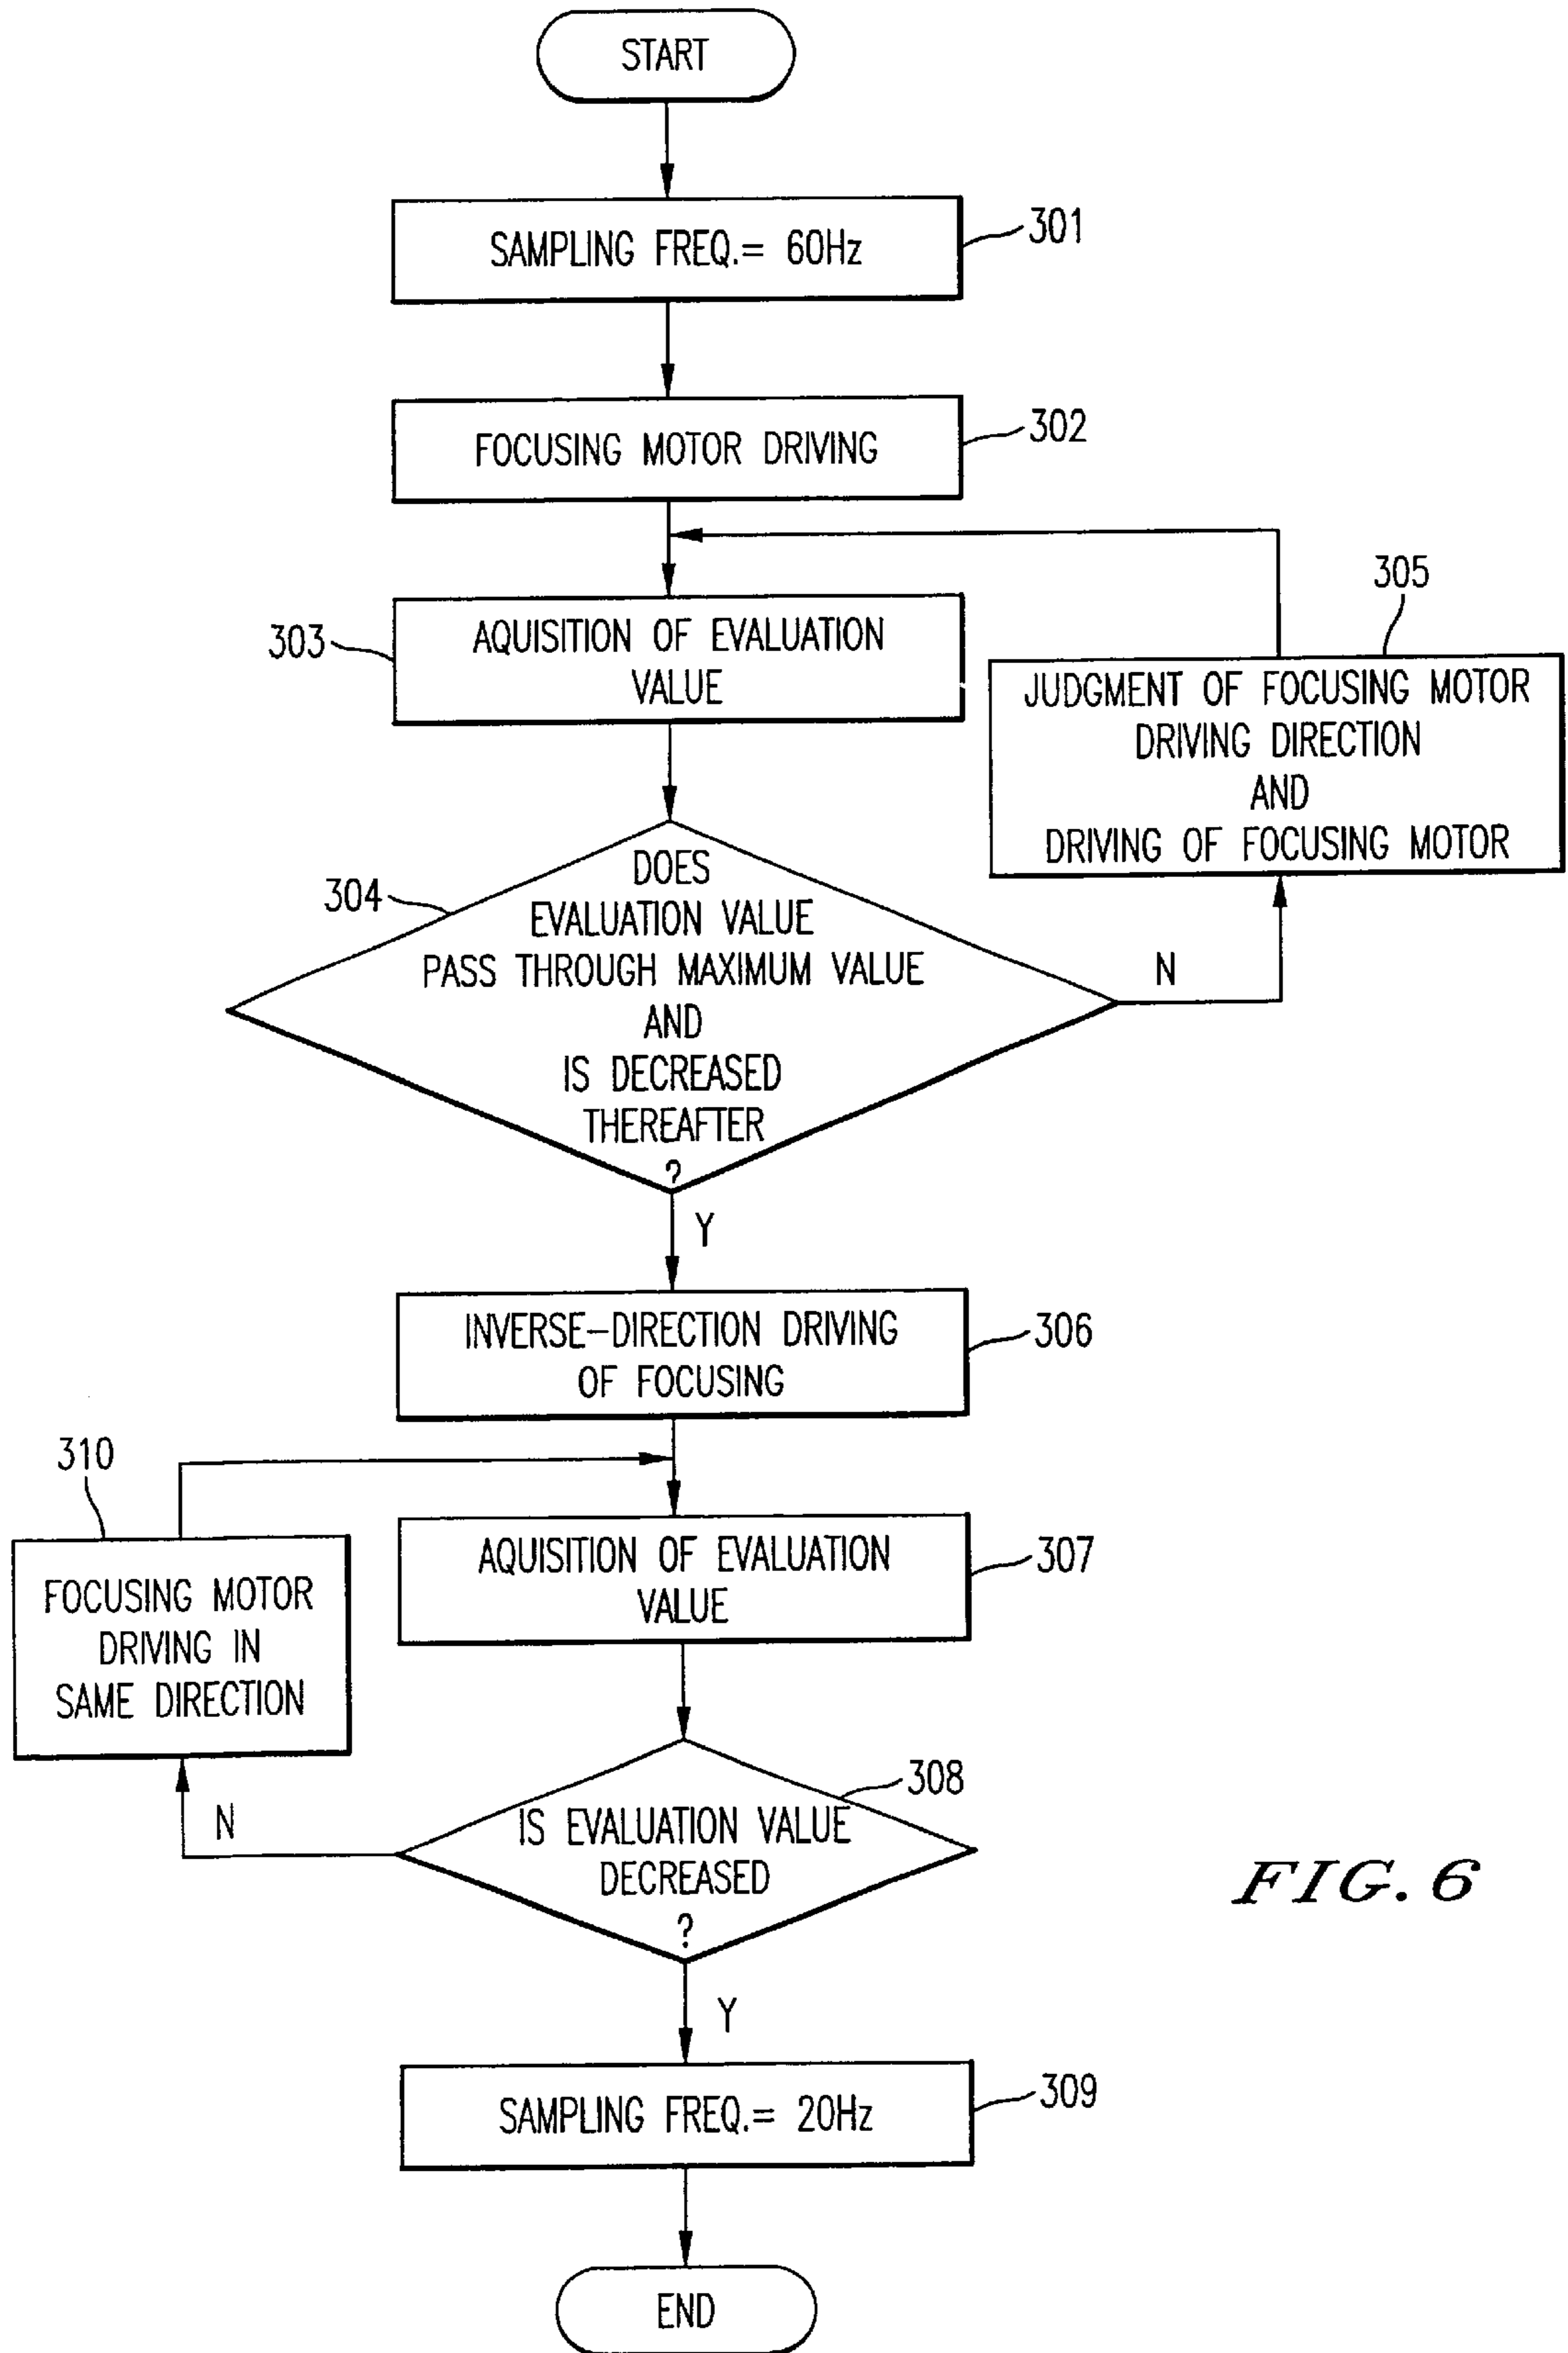 START
SAMPLING FREQ.= 60Hz
301
FOCUSING MOTOR DRIVING
302
303
AQUISITION OF EVALUATION
VALUE
305
JUDGMENT OF FOCUSING MOTOR
DRIVING DIRECTION
AND
DRIVING OF FOCUSING MOTOR
304
DOES
EVALUATION VALUE
PASS THROUGH MAXIMUM VALUE
AND
IS DECREASED
THEREAFTER
?
N
Y
INVERSE-DIRECTION DRIVING
OF FOCUSING
306
310
FOCUSING MOTOR
DRIVING IN
SAME DIRECTION
AQUISITION OF EVALUATION
VALUE
307
308
IS EVALUATION VALUE
DECREASED
?
N
Y
FIG. 6
SAMPLING FREQ.= 20Hz
309
END